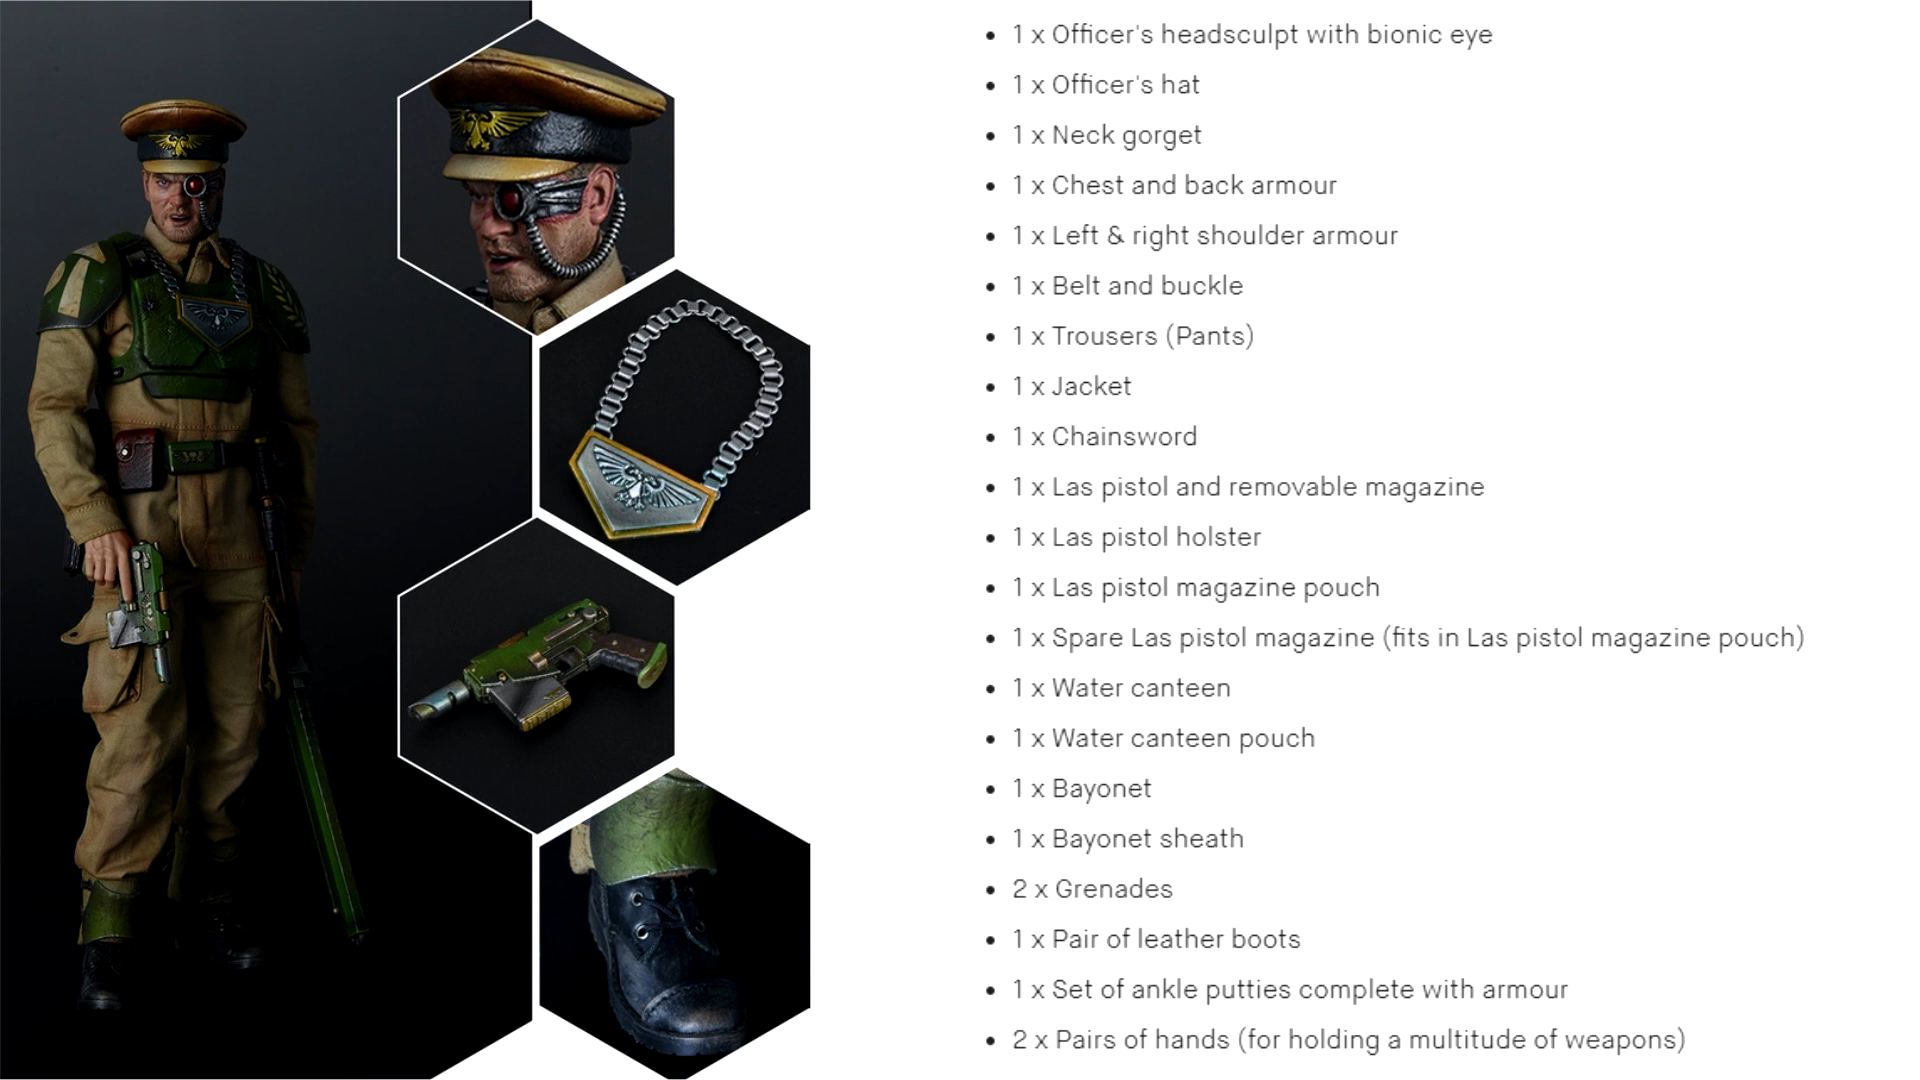 • 1 x Officer's headsculpt with bionic eye
• 1 x Officer's hat
• 1 x Neck gorget
• 1 x Chest and back armour
• 1 x Left & right shoulder armour
• 1 x Belt and buckle
• 1 x Trousers (Pants)
• 1 x Jacket
• 1 x Chainsword
• 1 x Las pistol and removable magazine
• 1 x Las pistol holster
• 1 x Las pistol magazine pouch
• 1 x Spare Las pistol magazine (fits in Las pistol magazine pouch)
• 1 x Water canteen
• 1 x Water canteen pouch
• 1 x Bayonet
• 1 x Bayonet sheath
• 2 x Grenades
• 1 x Pair of leather boots
• 1 x Set of ankle putties complete with armour
• 2 x Pairs of hands (for holding a multitude of weapons)